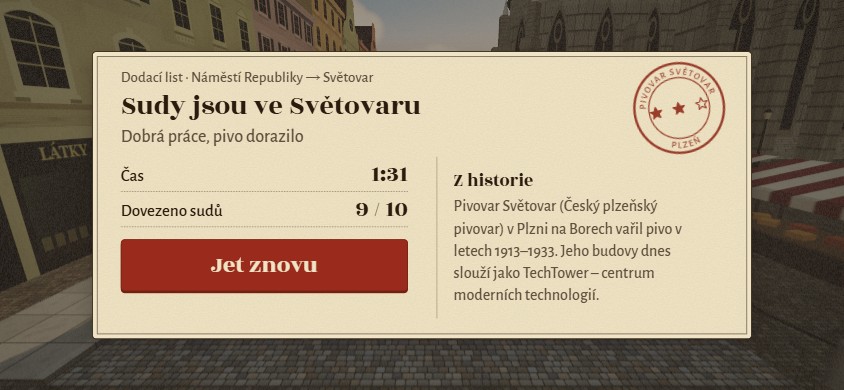 LÁTKY
Dodací list · Náměstí Republiky → Světovar
Sudy jsou ve Světovaru
Dobrá práce, pivo dorazilo
PIVOVAR SVĚTOVAR
PLZEŇ
Čas 1:31
Dovezeno sudů 9 / 10
Jet znovu
Z historie
Pivovar Světovar (Český plzeňský
pivovar) v Plzni na Borech vařil pivo v
letech 1913–1933. Jeho budovy dnes
slouží jako TechTower – centrum
moderních technologií.